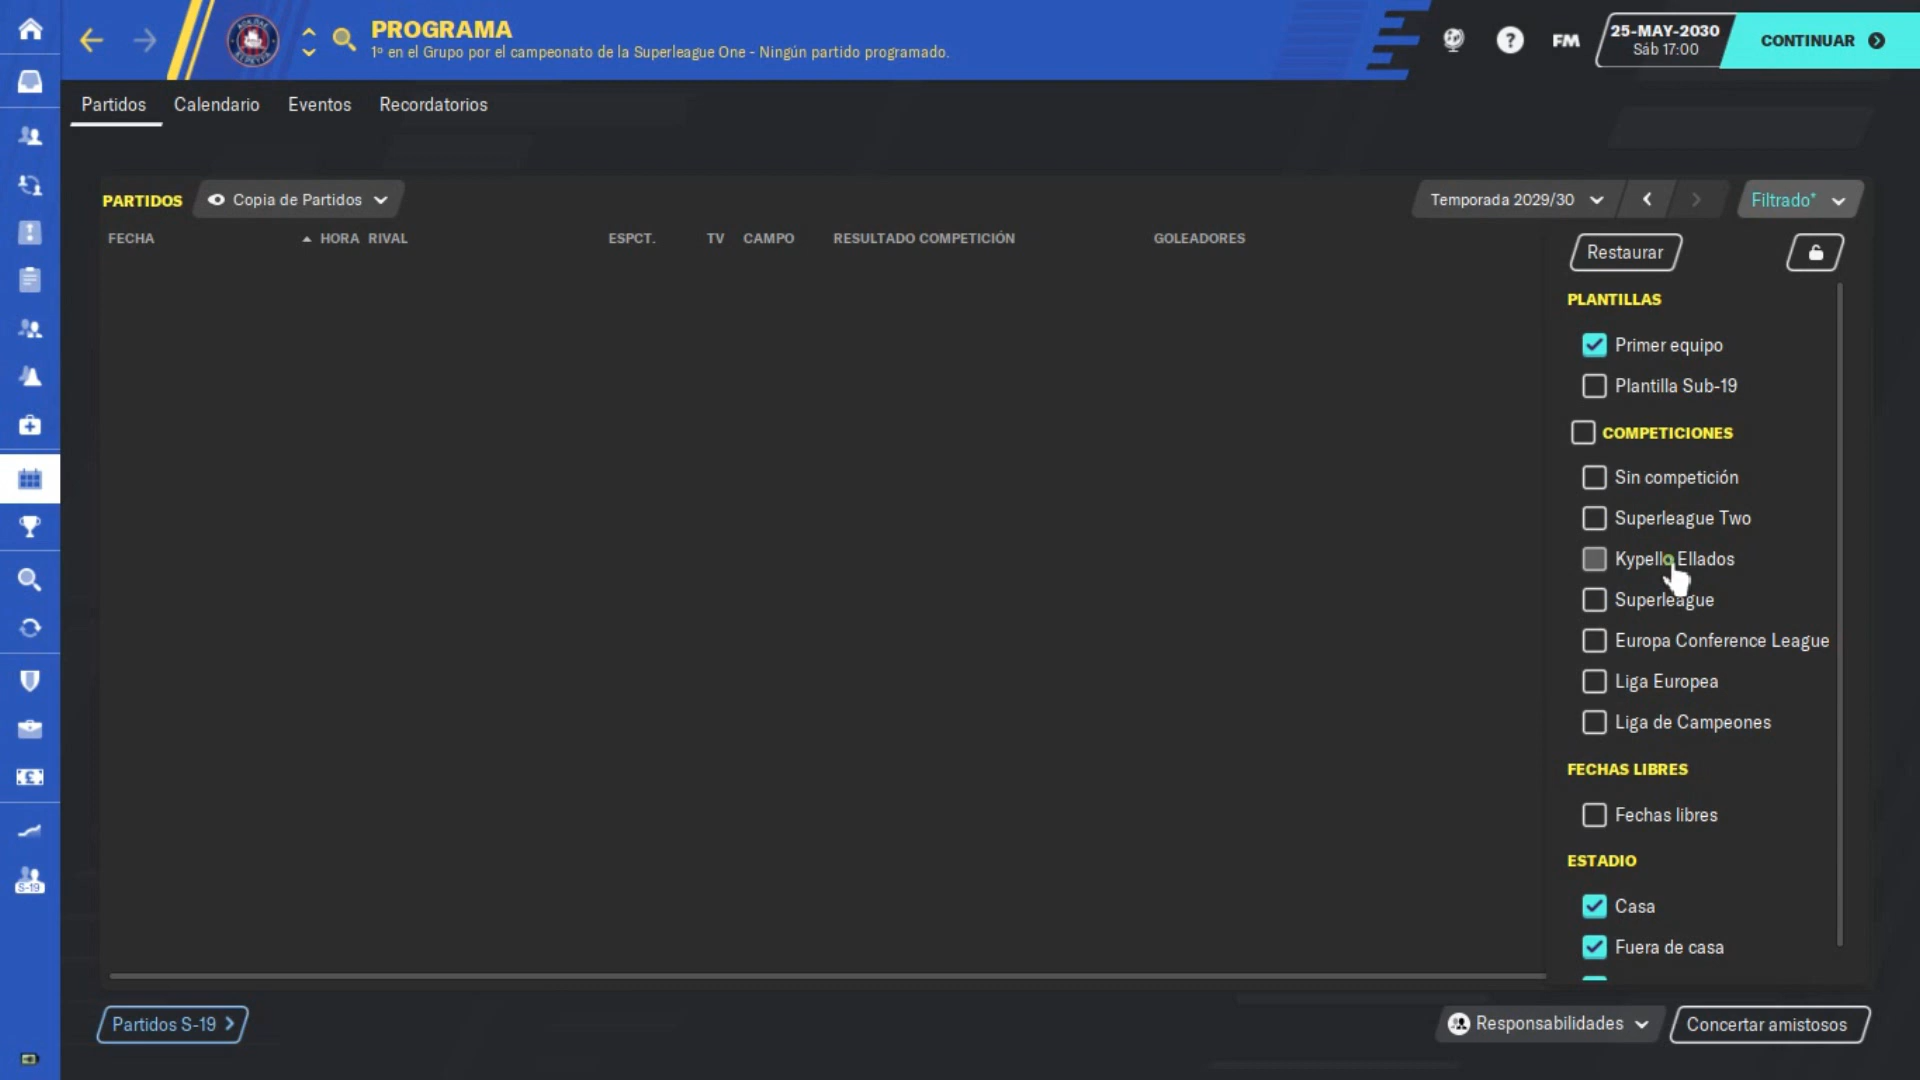 PROGRAMA
1º en el Grupo por el campeonato de la Superleague One - Ningún partido programado.
FM
25-MAY-2030
Sáb 17:00
CONTINUAR
Partidos Calendario Eventos Recordatorios
PARTIDOS Copia de Partidos Temporada 2029/30 Filtrado*
FECHA HORA RIVAL ESPCT. TV CAMPO RESULTADO COMPETICIÓN GOLEADORES
Restaurar
PLANTILLAS
Primer equipo
Plantilla Sub-19
COMPETICIONES
Sin competición
Superleague Two
Kypello Ellados
Superleague
Europa Conference League
Liga Europea
Liga de Campeones
FECHAS LIBRES
Fechas libres
ESTADIO
Casa
Fuera de casa
S-19
Partidos S-19 Responsabilidades Concertar amistosos